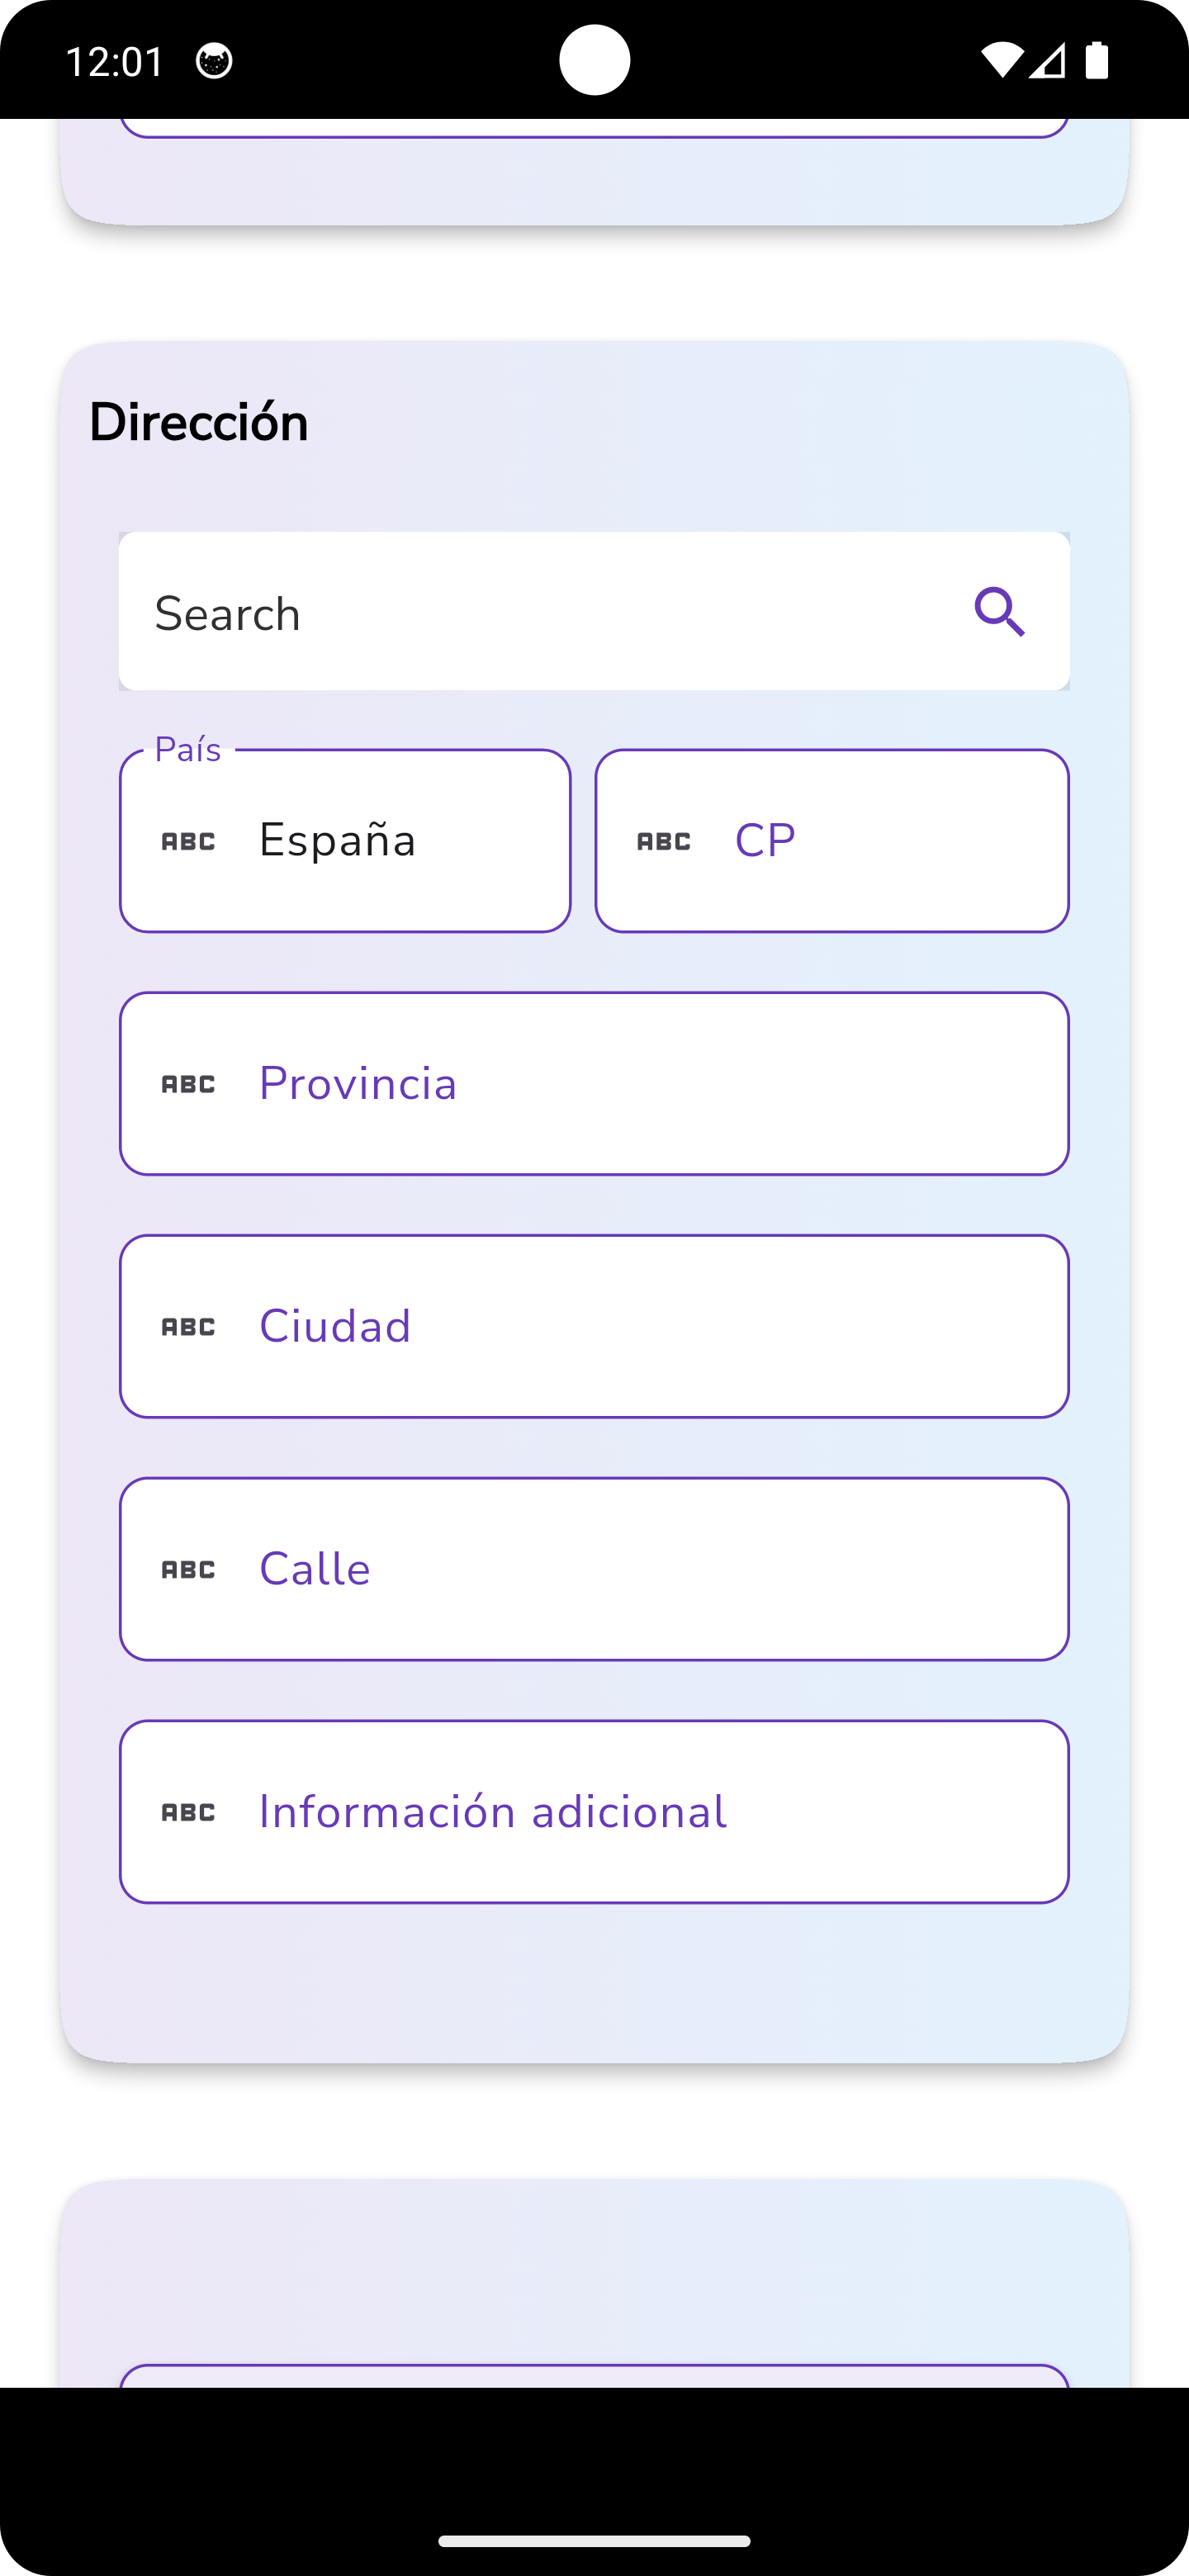 12:01
Dirección
Search
País
ABC España
ABC CP
ABC Provincia
ABC Ciudad
ABC Calle
ABC Información adicional